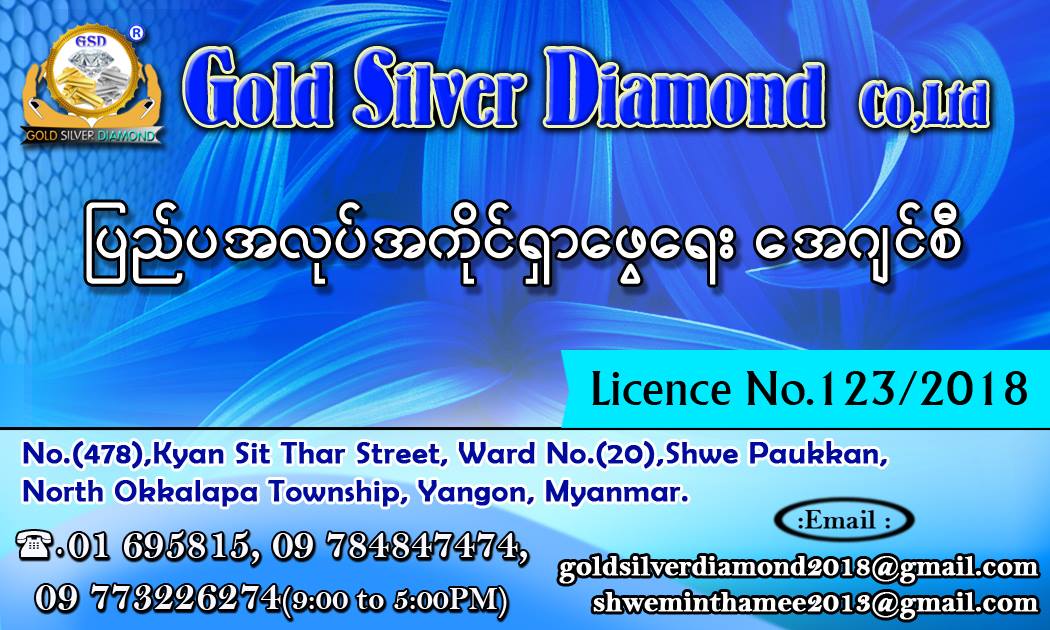 GSD
®
GOLD SILVER DIAMOND
Gold Silver Diamond Co,Ltd
ပြည်ပအလုပ်အကိုင်ရှာဖွေရေး အေဂျင်စီ
Licence No.123/2018
No.(478),Kyan Sit Thar Street, Ward No.(20),Shwe Paukkan,
North Okkalapa Township, Yangon, Myanmar.
:Email :
☎.01 695815, 09 784847474,
09 773226274(9:00 to 5:00PM)
goldsilverdiamond2018@gmail.com
shweminthamee2013@gmail.com